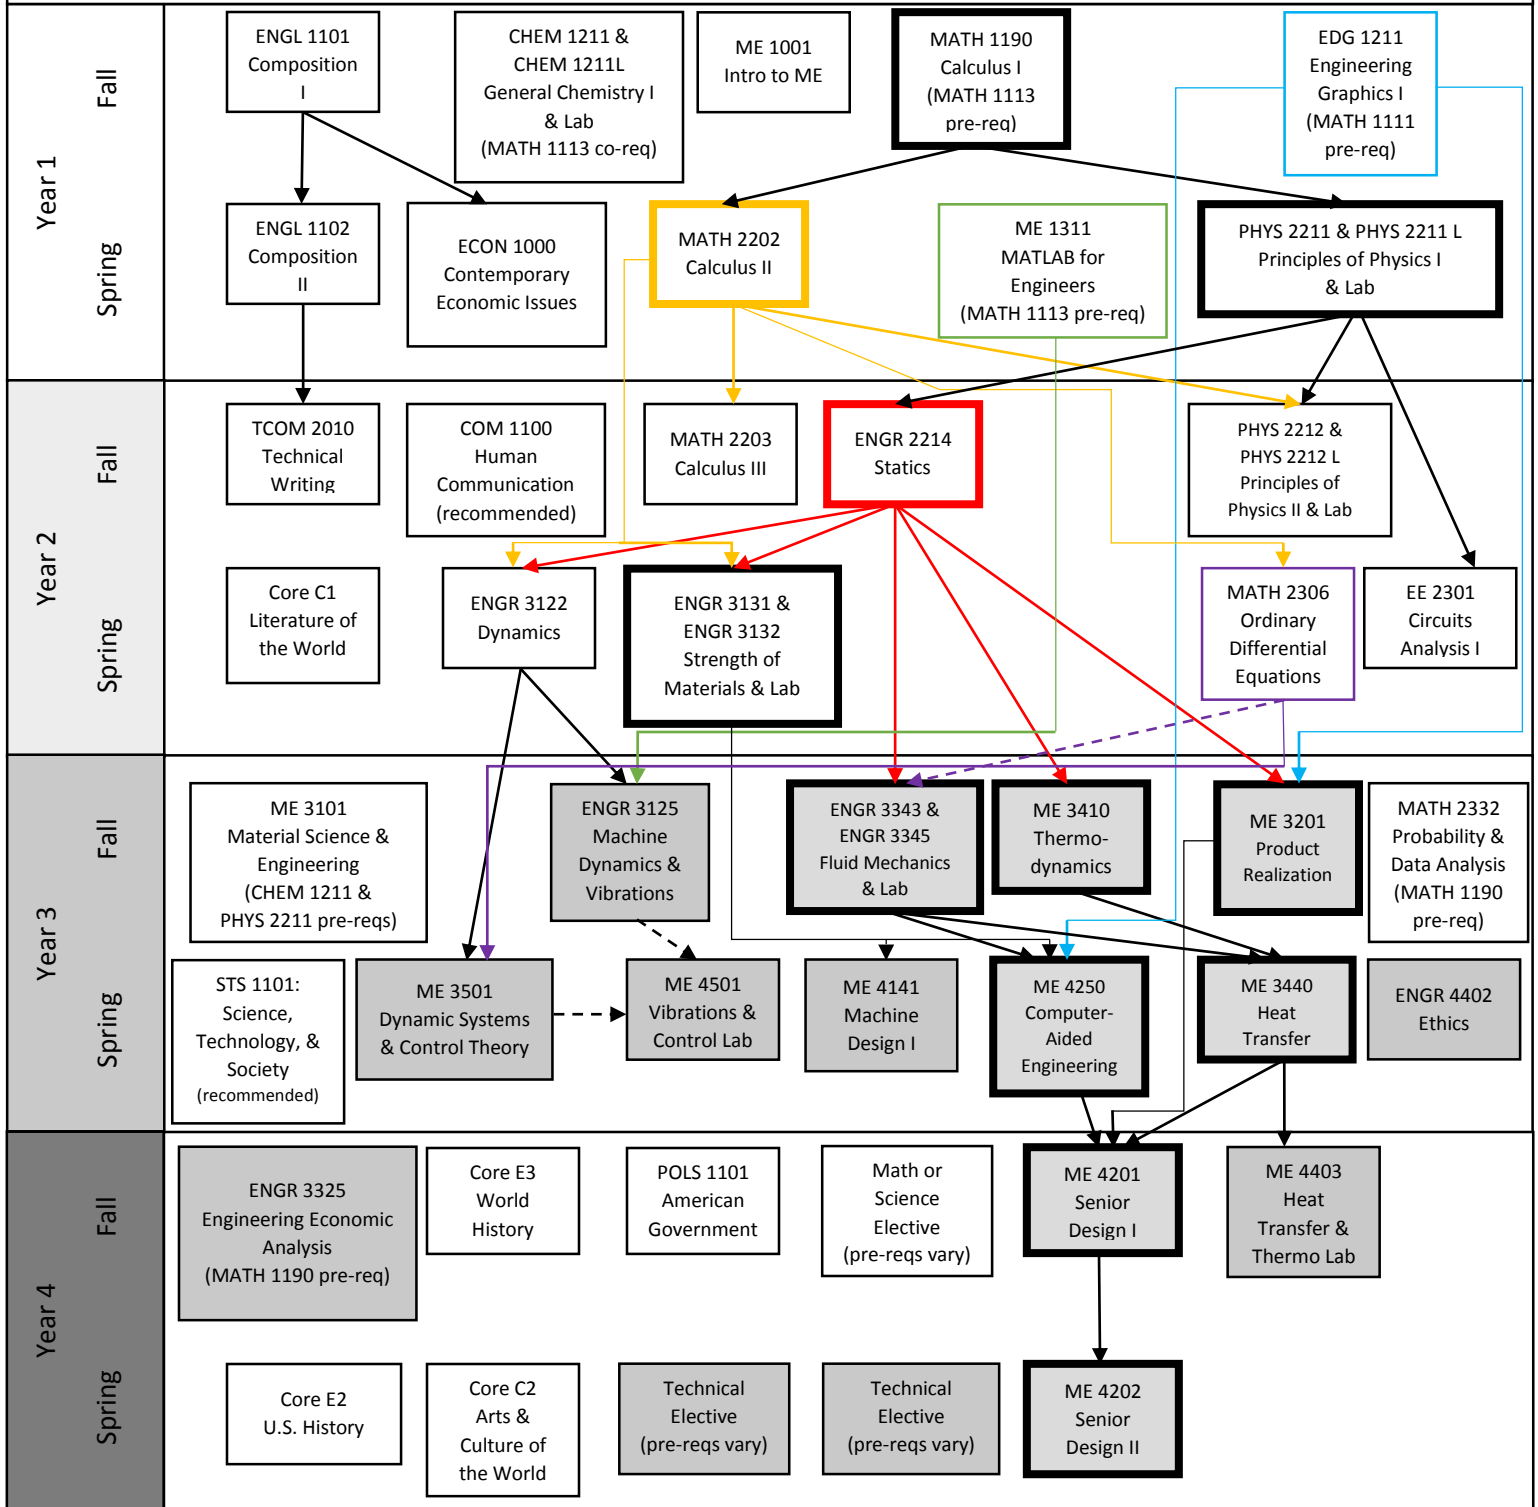 Year 1
Fall
ENGL 1101
Composition
I
CHEM 1211 &
CHEM 1211L
General Chemistry I
& Lab
(MATH 1113 co-req)
ME 1001
Intro to ME
MATH 1190
Calculus I
(MATH 1113
pre-req)
EDG 1211
Engineering
Graphics I
(MATH 1111
pre-req)
Spring
ENGL 1102
Composition
II
ECON 1000
Contemporary
Economic Issues
MATH 2202
Calculus II
ME 1311
MATLAB for
Engineers
(MATH 1113 pre-req)
PHYS 2211 & PHYS 2211 L
Principles of Physics I
& Lab
Year 2
Fall
TCOM 2010
Technical
Writing
COM 1100
Human
Communication
(recommended)
MATH 2203
Calculus III
ENGR 2214
Statics
PHYS 2212 &
PHYS 2212 L
Principles of
Physics II & Lab
Spring
Core C1
Literature of
the World
ENGR 3122
Dynamics
ENGR 3131 &
ENGR 3132
Strength of
Materials & Lab
MATH 2306
Ordinary
Differential
Equations
EE 2301
Circuits
Analysis I
Year 3
Fall
ME 3101
Material Science &
Engineering
(CHEM 1211 &
PHYS 2211 pre-reqs)
ENGR 3125
Machine
Dynamics &
Vibrations
ENGR 3343 &
ENGR 3345
Fluid Mechanics
& Lab
ME 3410
Thermo-
dynamics
ME 3201
Product
Realization
MATH 2332
Probability &
Data Analysis
(MATH 1190
pre-req)
Spring
STS 1101:
Science,
Technology, &
Society
(recommended)
ME 3501
Dynamic Systems
& Control Theory
ME 4501
Vibrations &
Control Lab
ME 4141
Machine
Design I
ME 4250
Computer-
Aided
Engineering
ME 3440
Heat
Transfer
ENGR 4402
Ethics
Year 4
Fall
ENGR 3325
Engineering Economic
Analysis
(MATH 1190 pre-req)
Core E3
World
History
POLS 1101
American
Government
Math or
Science
Elective
(pre-reqs vary)
ME 4201
Senior
Design I
ME 4403
Heat
Transfer &
Thermo Lab
Spring
Core E2
U.S. History
Core C2
Arts &
Culture of
the World
Technical
Elective
(pre-reqs vary)
Technical
Elective
(pre-reqs vary)
ME 4202
Senior
Design II